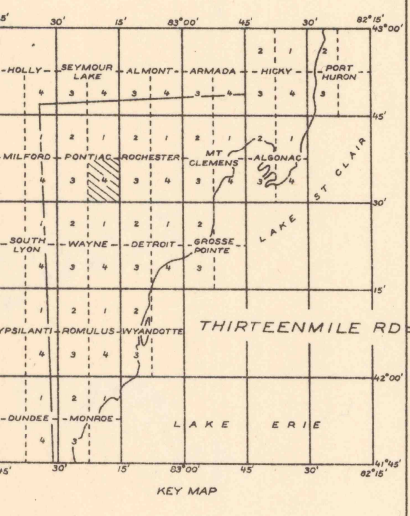 5' 30' 15' 83°00' 45' 30' 82°15'
43°00'
2 1 2
HOLLY SEYMOUR LAKE ALMONT ARMADA HICKY PORT HURON
4 3 4 3 4 3 4 3 4 3
45'
1 2 1 2 1 2 1 2 1
MILFORD PONTIAC ROCHESTER MT CLEMENS ALGONAC
4 3 4 3 4 3 4 3 4
LAKE ST CLAIR
30'
1 2 1 2 1 2
SOUTH LYON WAYNE DETROIT GROSSE POINTE
4 3 4 3 4 3
15'
1 2 1 2
YPSILANTI ROMULUS WYANDOTTE THIRTEENMILE RD
4 3 4 3
42°00'
1 2 1
DUNDEE MONROE LAKE ERIE
4 3
41°45'
45' 30' 15' 83°00' 45' 30' 82°15'
KEY MAP